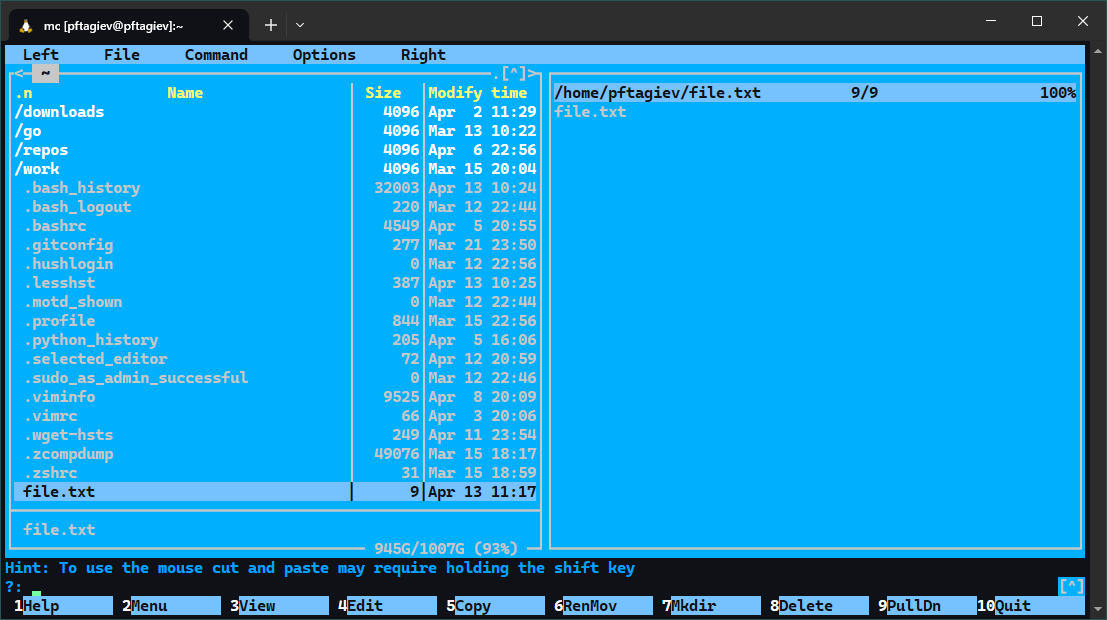 mc [pftagiev@pftagiev]:~
Left File Command Options Right
<─ ~ .[^]>
.n Name Size Modify time
/downloads 4096 Apr 2 11:29
/go 4096 Mar 13 10:22
/repos 4096 Apr 6 22:56
/work 4096 Mar 15 20:04
.bash_history 32003 Apr 13 10:24
.bash_logout 220 Mar 12 22:44
.bashrc 4549 Apr 5 20:55
.gitconfig 277 Mar 21 23:50
.hushlogin 0 Mar 12 22:56
.lesshst 387 Apr 13 10:25
.motd_shown 0 Mar 12 22:44
.profile 844 Mar 15 22:56
.python_history 205 Apr 5 16:06
.selected_editor 72 Apr 12 20:59
.sudo_as_admin_successful 0 Mar 12 22:46
.viminfo 9525 Apr 8 20:09
.vimrc 66 Apr 3 20:06
.wget-hsts 249 Apr 11 23:54
.zcompdump 49076 Mar 15 18:17
.zshrc 31 Mar 15 18:59
file.txt 9 Apr 13 11:17
file.txt
945G/1007G (93%)
/home/pftagiev/file.txt 9/9 100%
file.txt
Hint: To use the mouse cut and paste may require holding the shift key
?: [^]
1Help 2Menu 3View 4Edit 5Copy 6RenMov 7Mkdir 8Delete 9PullDn 10Quit